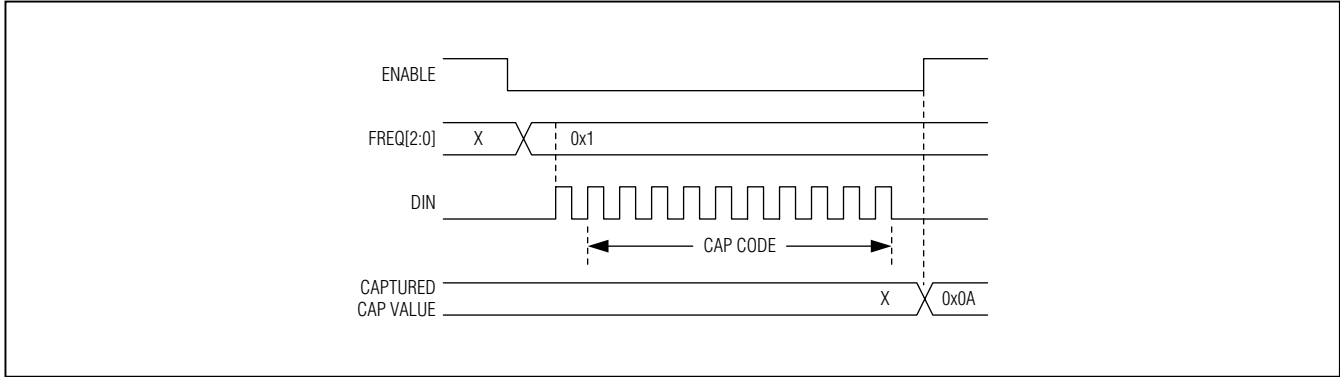 ENABLE
FREQ[2:0] X 0x1
DIN
CAP CODE
CAPTURED
CAP VALUE X 0x0A